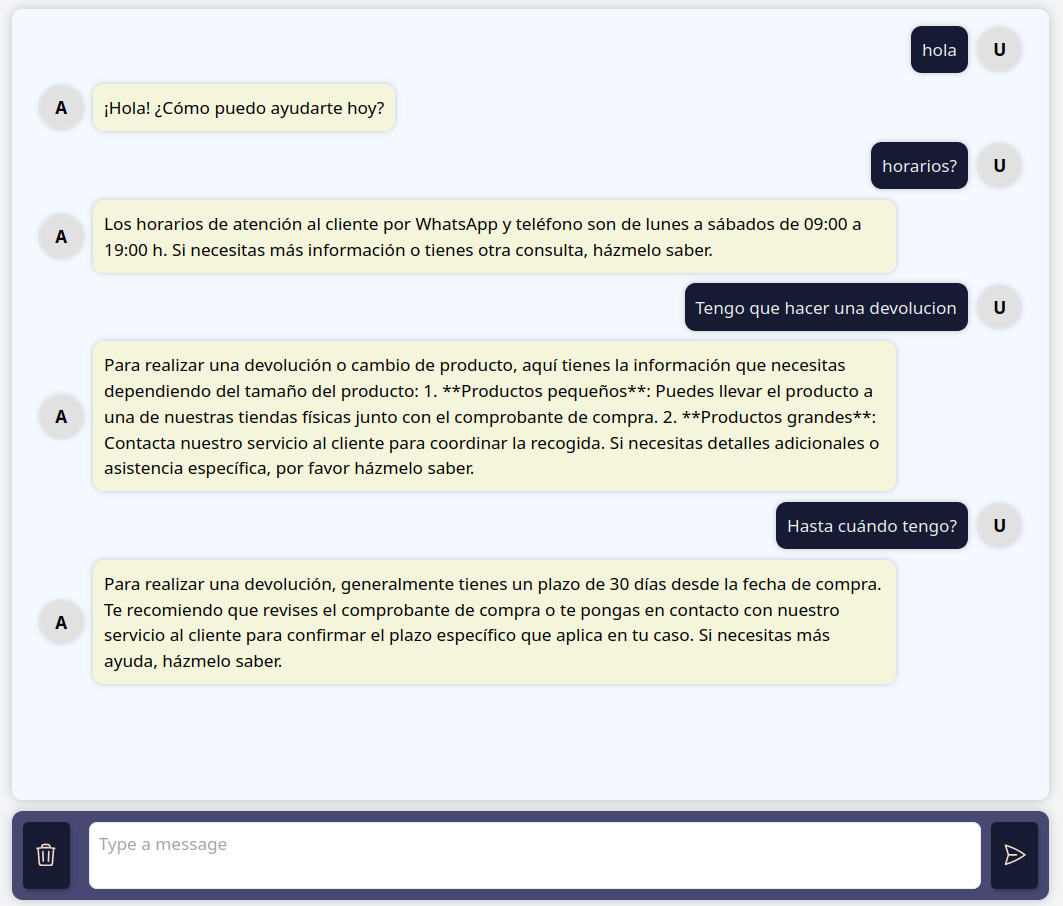 hola
U
A
¡Hola! ¿Cómo puedo ayudarte hoy?
horarios?
U
A
Los horarios de atención al cliente por WhatsApp y teléfono son de lunes a sábados de 09:00 a
19:00 h. Si necesitas más información o tienes otra consulta, házmelo saber.
Tengo que hacer una devolucion
U
A
Para realizar una devolución o cambio de producto, aquí tienes la información que necesitas
dependiendo del tamaño del producto: 1. **Productos pequeños**: Puedes llevar el producto a
una de nuestras tiendas físicas junto con el comprobante de compra. 2. **Productos grandes**:
Contacta nuestro servicio al cliente para coordinar la recogida. Si necesitas detalles adicionales o
asistencia específica, por favor házmelo saber.
Hasta cuándo tengo?
U
A
Para realizar una devolución, generalmente tienes un plazo de 30 días desde la fecha de compra.
Te recomiendo que revises el comprobante de compra o te pongas en contacto con nuestro
servicio al cliente para confirmar el plazo específico que aplica en tu caso. Si necesitas más
ayuda, házmelo saber.
Type a message